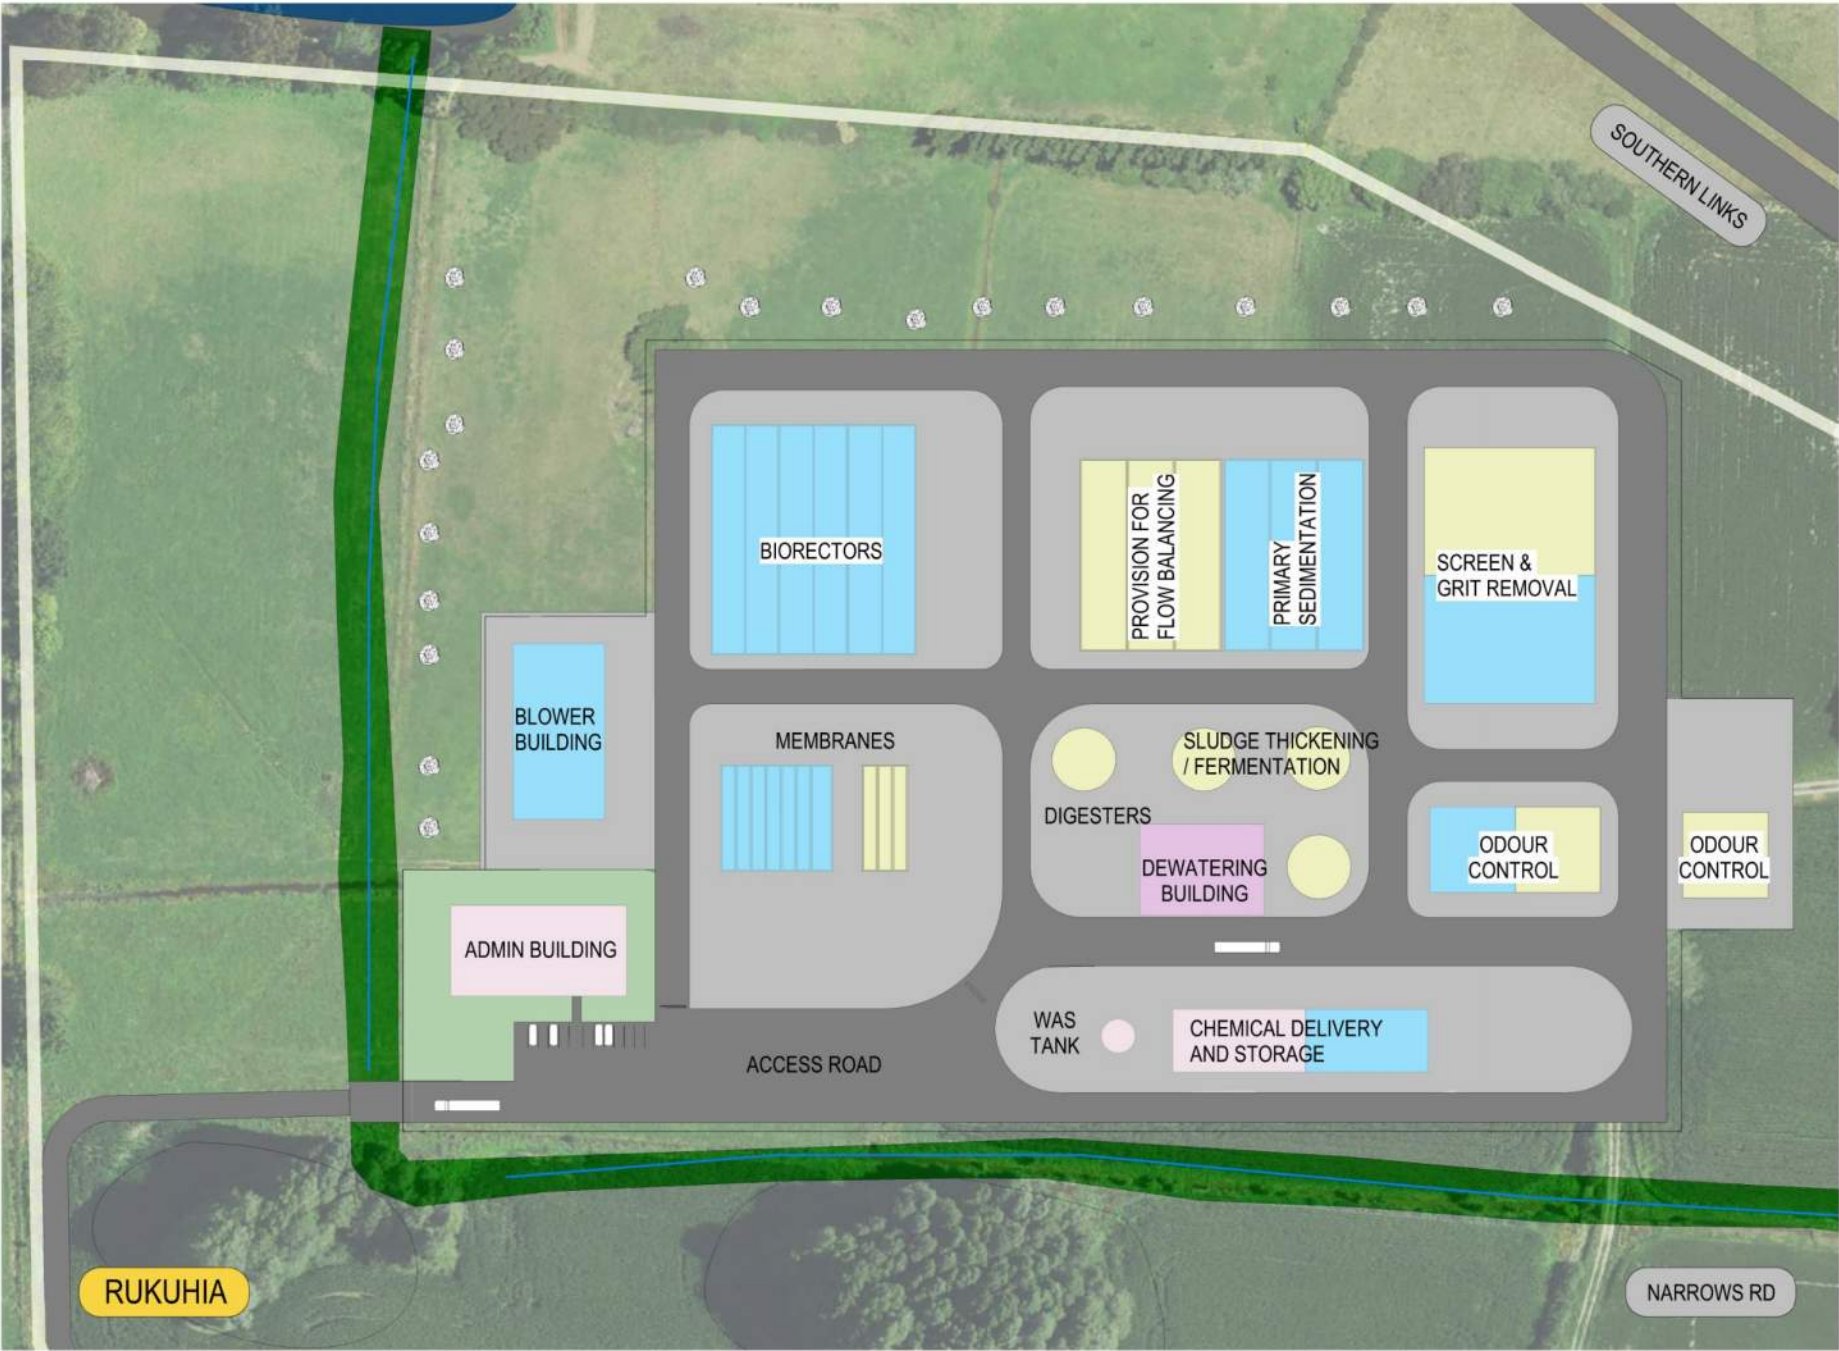 SOUTHERN LINKS
BIORECTORS
PROVISION FOR
FLOW BALANCING
PRIMARY
SEDIMENTATION
SCREEN &
GRIT REMOVAL
BLOWER
BUILDING
MEMBRANES
SLUDGE THICKENING
/ FERMENTATION
DIGESTERS
DEWATERING
BUILDING
ODOUR
CONTROL
ODOUR
CONTROL
ADMIN BUILDING
WAS
TANK
CHEMICAL DELIVERY
AND STORAGE
ACCESS ROAD
RUKUHIA
NARROWS RD